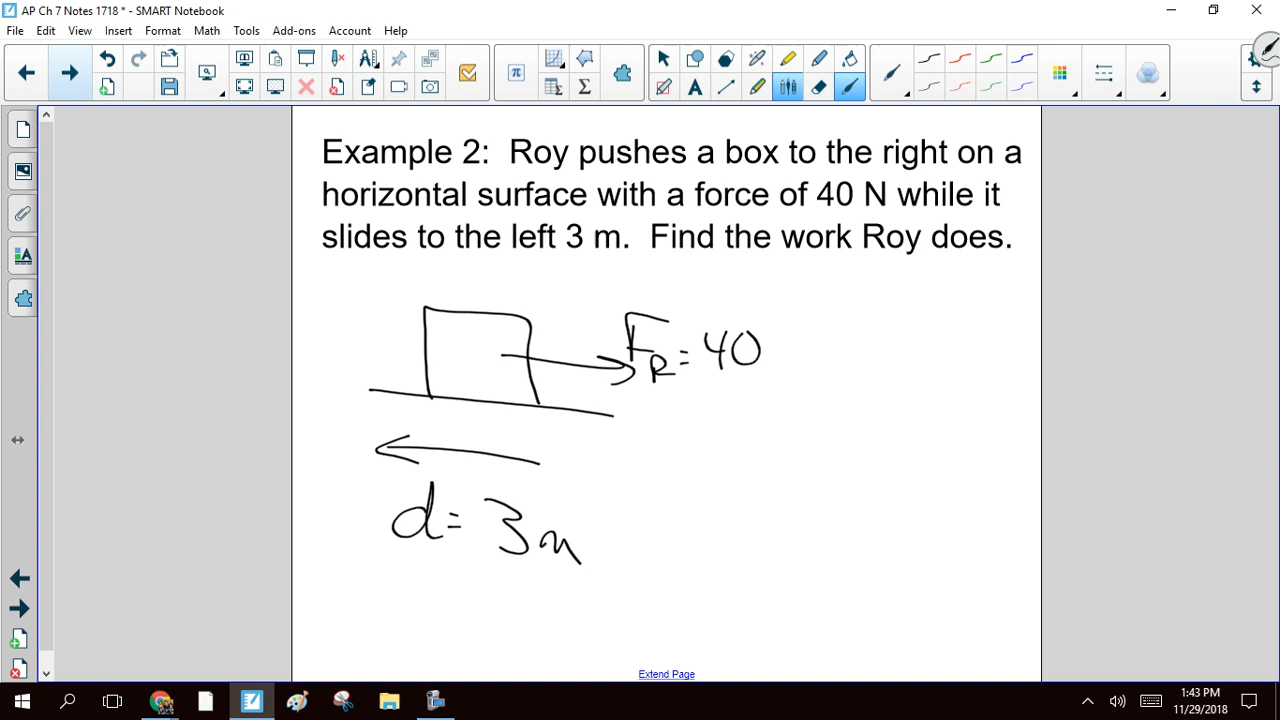 AP Ch 7 Notes 1718 * - SMART Notebook
File Edit View Insert Format Math Tools Add-ons Account Help
Example 2: Roy pushes a box to the right on a
horizontal surface with a force of 40 N while it
slides to the left 3 m. Find the work Roy does.
F_R = 40
d = 3 m
Extend Page
1:43 PM
11/29/2018